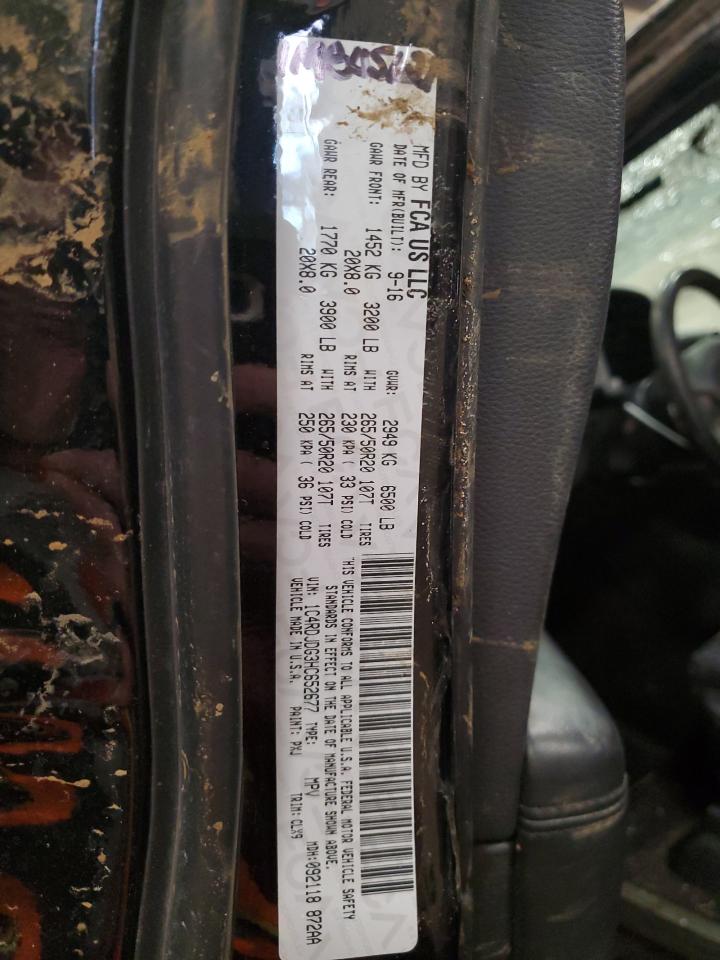 MFD BY FCA US LLC
DATE OF MFR(BUILT): 9-16 GVWR: 2949 KG 6500 LB
GAWR FRONT: 1452 KG 3200 LB WITH 265/50R20 107T TIRES
20X8.0 RIMS AT 230 KPA ( 33 PSI) COLD
GAWR REAR: 1770 KG 3900 LB WITH 265/50R20 107T TIRES
20X8.0 RIMS AT 250 KPA ( 36 PSI) COLD
THIS VEHICLE CONFORMS TO ALL APPLICABLE U.S.A. FEDERAL MOTOR VEHICLE SAFETY
STANDARDS IN EFFECT ON THE DATE OF MANUFACTURE SHOWN ABOVE.
VIN: 1C4RDJDG3HC652677 TYPE: MPV MDH:092118 872AA
VEHICLE MADE IN U.S.A. PAINT: PXJ TRIM: CLX9